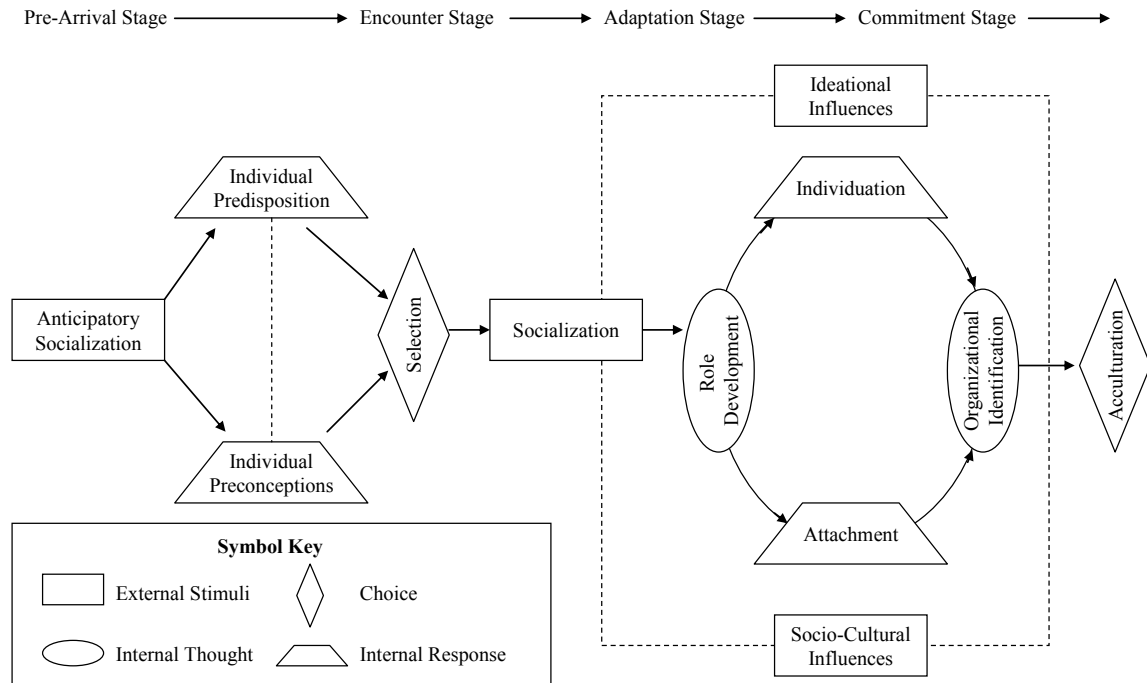 Pre-Arrival Stage
Encounter Stage
Adaptation Stage
Commitment Stage
Ideational
Influences
Individual
Predisposition
Individuation
Anticipatory
Socialization
Selection
Socialization
Role
Development
Organizational
Identification
Acculturation
Individual
Preconceptions
Attachment
Socio-Cultural
Influences
Symbol Key
External Stimuli
Choice
Internal Thought
Internal Response